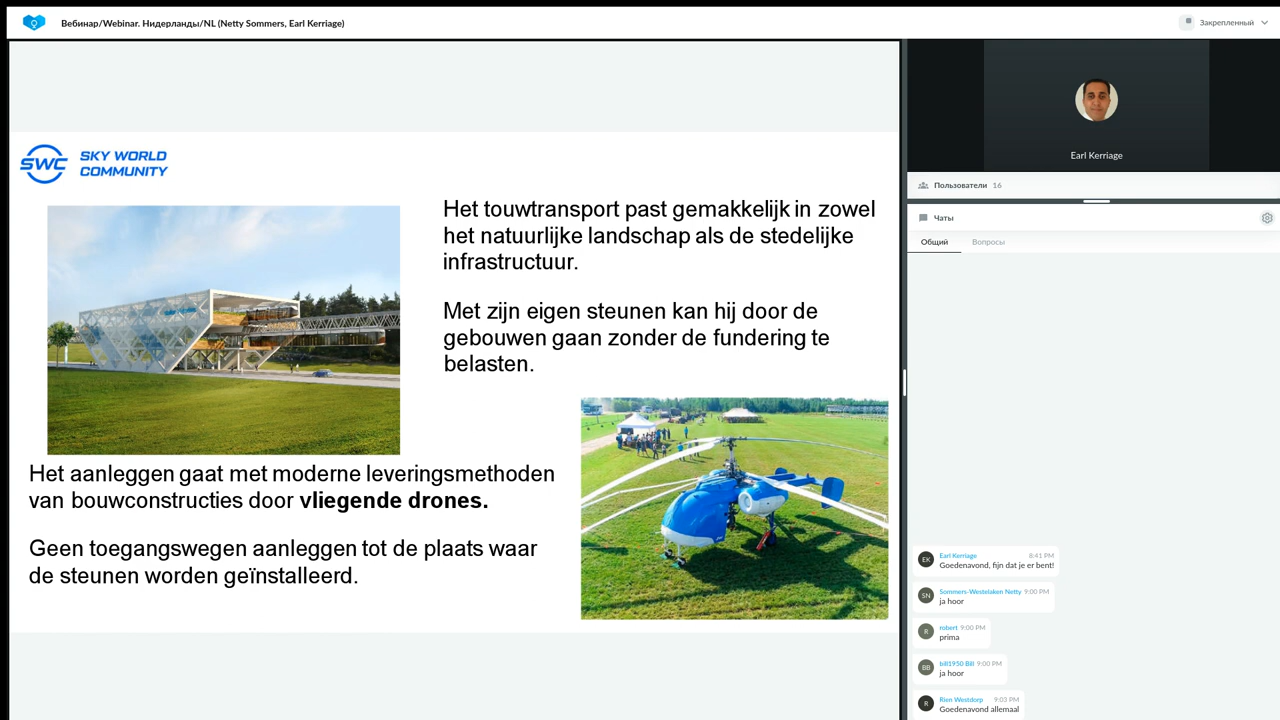 Вебинар/Webinar. Нидерланды/NL (Netty Sommers, Earl Kerriage)
Закрепленный
SWC
SKY WORLD
COMMUNITY
Het touwtransport past gemakkelijk in zowel
het natuurlijke landschap als de stedelijke
infrastructuur.
Met zijn eigen steunen kan hij door de
gebouwen gaan zonder de fundering te
belasten.
Het aanleggen gaat met moderne leveringsmethoden
van bouwconstructies door vliegende drones.
Geen toegangswegen aanleggen tot de plaats waar
de steunen worden geïnstalleerd.
Earl Kerriage
Пользователи 16
Чаты
Общий Вопросы
EK Earl Kerriage 8:41 PM
Goedenavond, fijn dat je er bent!
SN Sommers-Westelaken Netty 9:00 PM
ja hoor
R robert 9:00 PM
prima
BB bill1950 Bill 9:00 PM
ja hoor
R Rien Westdorp 9:03 PM
Goedenavond allemaal